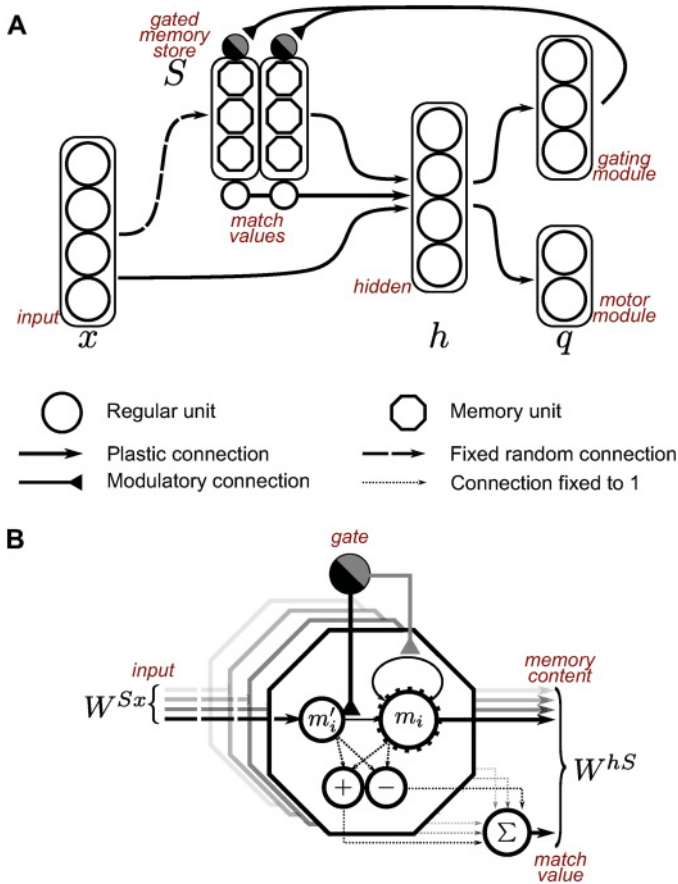 A
gated
memory
store
S
match
values
input
x
hidden
h
gating
module
motor
module
q
Regular unit
Memory unit
Plastic connection
Fixed random connection
Modulatory connection
Connection fixed to 1
B
gate
input
W^{Sx}
m'_i
m_i
+
−
Σ
memory
content
W^{hS}
match
value